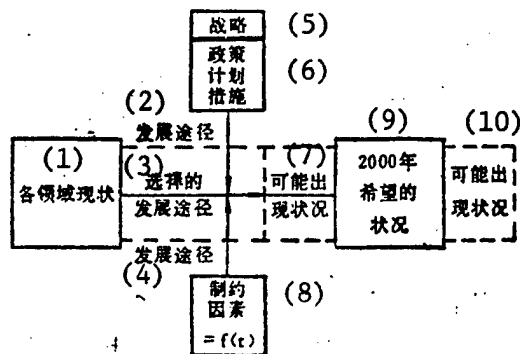 战略 (5)
政策
计划
措施
(6)
(2)
发展途径
(1)
各领域现状
(3)
选择的
发展途径
(7)
可能出
现状况
(9)
2000年
希望的
状况
(10)
可能出
现状况
发展途径
(4)
制约
因素
=f(t)
(8)